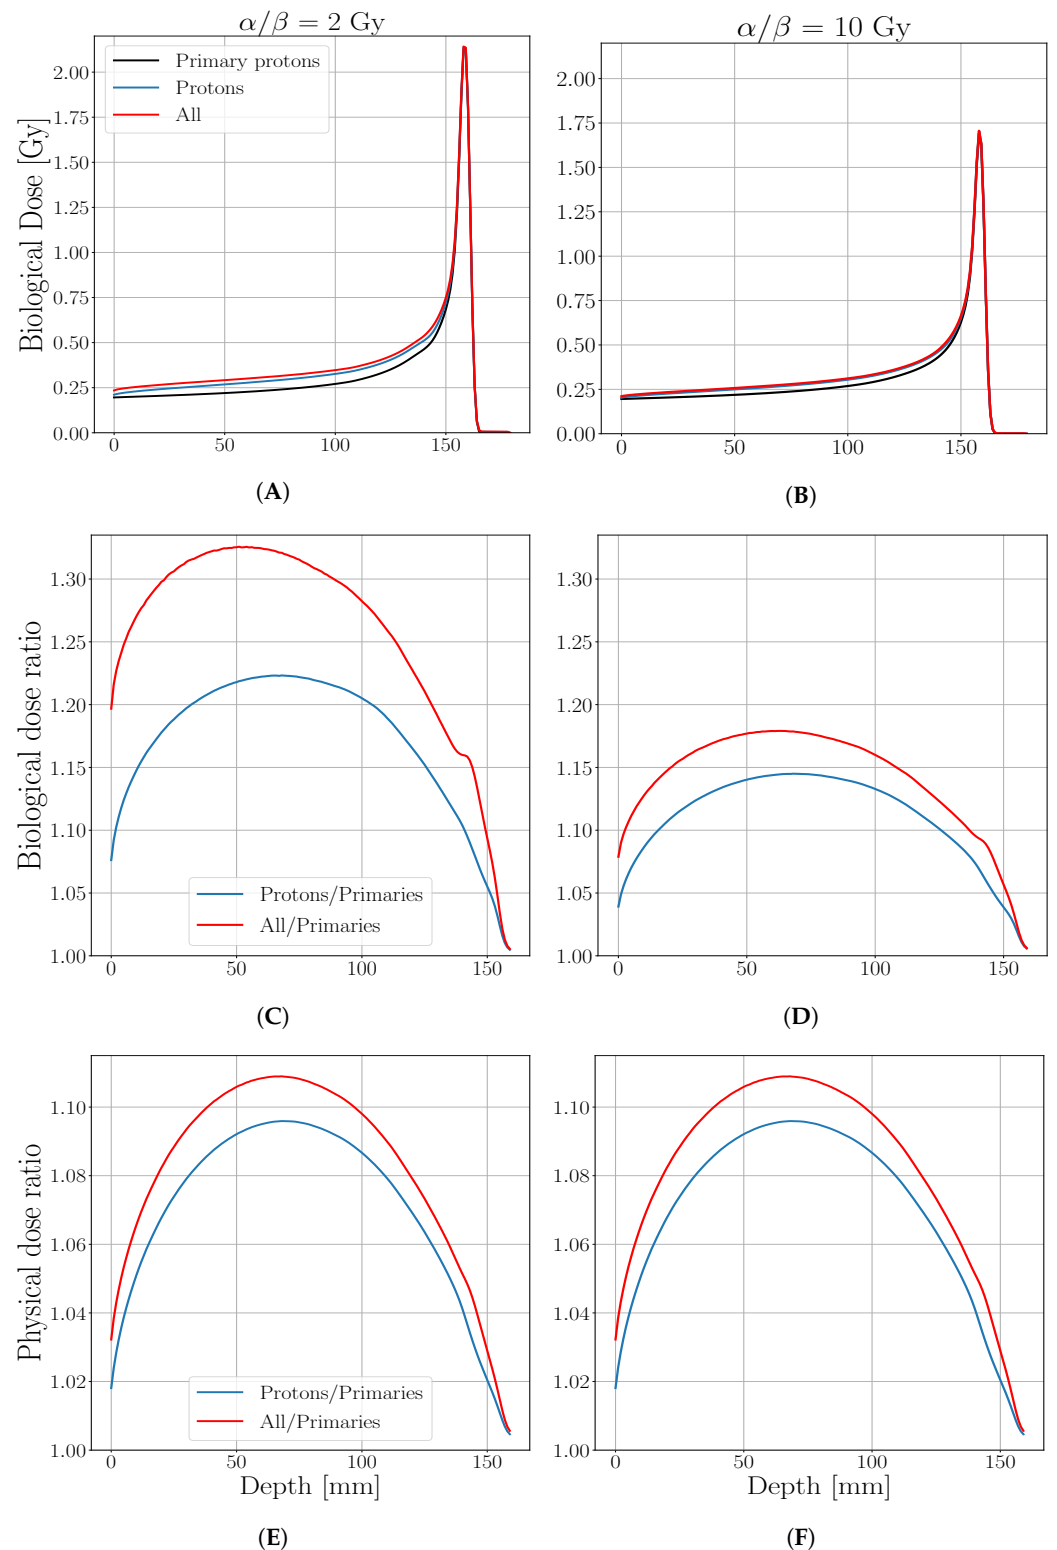 α/β = 2 Gy
α/β = 10 Gy
Biological Dose [Gy]
2.00
1.75
1.50
1.25
1.00
0.75
0.50
0.25
0.00
Primary protons
Protons
All
0 50 100 150
2.00
1.75
1.50
1.25
1.00
0.75
0.50
0.25
0.00
0 50 100 150
(A)
(B)
Biological dose ratio
1.30
1.25
1.20
1.15
1.10
1.05
1.00
Protons/Primaries
All/Primaries
0 50 100 150
1.30
1.25
1.20
1.15
1.10
1.05
1.00
0 50 100 150
(C)
(D)
Physical dose ratio
1.10
1.08
1.06
1.04
1.02
1.00
Protons/Primaries
All/Primaries
0 50 100 150
Depth [mm]
1.10
1.08
1.06
1.04
1.02
1.00
0 50 100 150
Depth [mm]
(E)
(F)